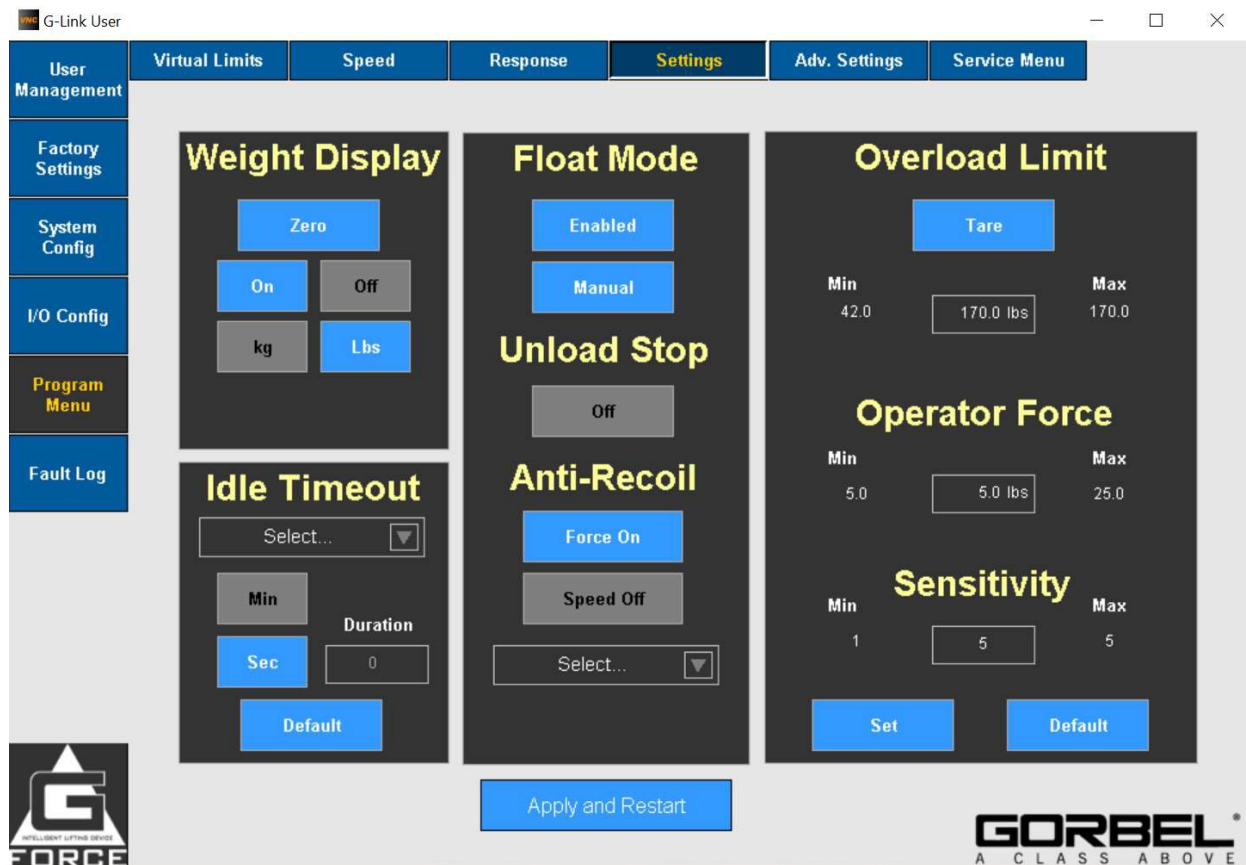 VNC G-Link User
User
Management
Factory
Settings
System
Config
I/O Config
Program
Menu
Fault Log
Virtual Limits
Speed
Response
Settings
Adv. Settings
Service Menu
Weight Display
Zero
On Off
kg Lbs
Idle Timeout
Select...
Min
Duration
Sec 0
Default
Float Mode
Enabled
Manual
Unload Stop
Off
Anti-Recoil
Force On
Speed Off
Select...
Overload Limit
Tare
Min Max
42.0 170.0 lbs 170.0
Operator Force
Min Max
5.0 5.0 lbs 25.0
Sensitivity
Min Max
1 5 5
Set Default
Apply and Restart
G
INTELLIGENT LIFTING DEVICE
FORCE
GORBEL®
A CLASS ABOVE